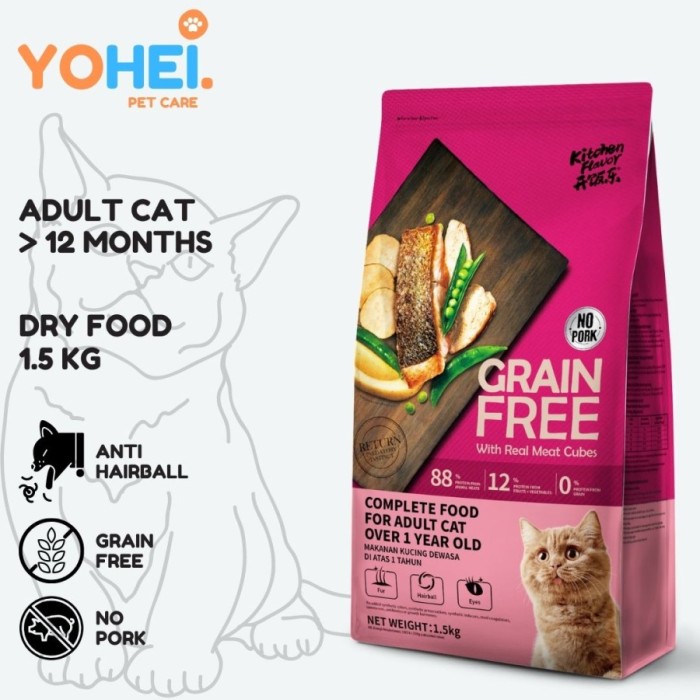 YOHEI.
PET CARE
ADULT CAT
> 12 MONTHS
DRY FOOD
1.5 KG
ANTI
HAIRBALL
GRAIN
FREE
NO
PORK
Kitchen
Flavor
NO
PORK
GRAIN
FREE
With Real Meat Cubes
RETURN
88 %
12 %
0 %
COMPLETE FOOD
FOR ADULT CAT
OVER 1 YEAR OLD
MAKANAN KUCING DEWASA
DI ATAS 1 TAHUN
Fur
Hairball
Eyes
NET WEIGHT:1.5kg